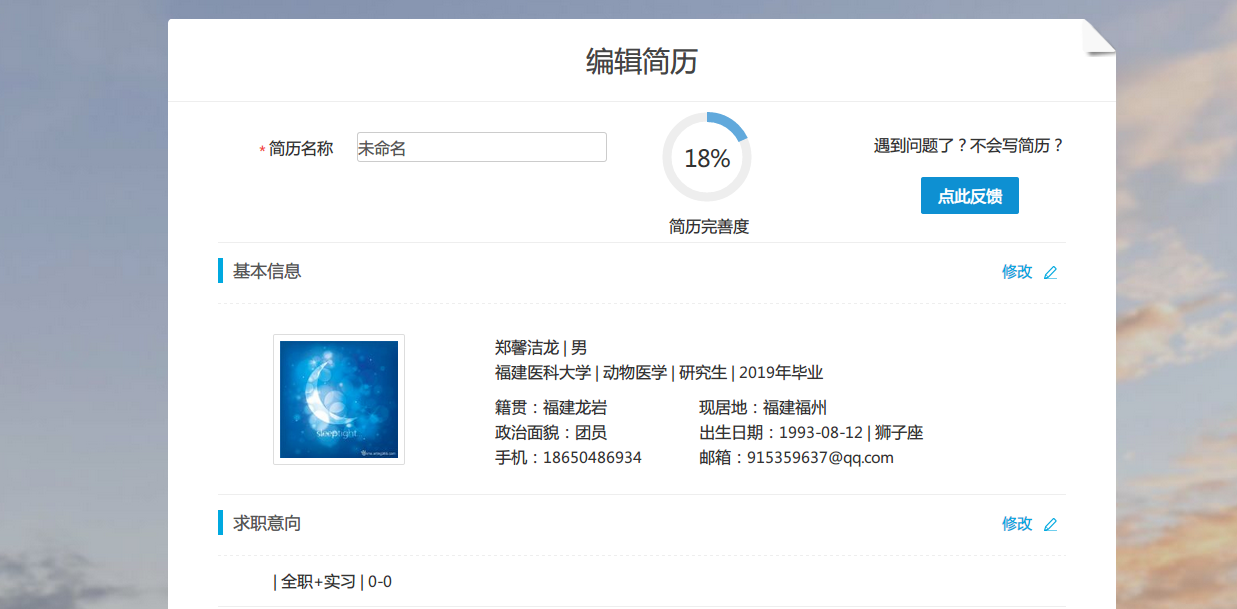 编辑简历
*简历名称 未命名
18%
简历完善度
遇到问题了？不会写简历？
点此反馈
基本信息 修改
sleeptight
郑馨洁龙 | 男
福建医科大学 | 动物医学 | 研究生 | 2019年毕业
籍贯：福建龙岩 现居地：福建福州
政治面貌：团员 出生日期：1993-08-12 | 狮子座
手机：18650486934 邮箱：915359637@qq.com
求职意向 修改
| 全职+实习 | 0-0